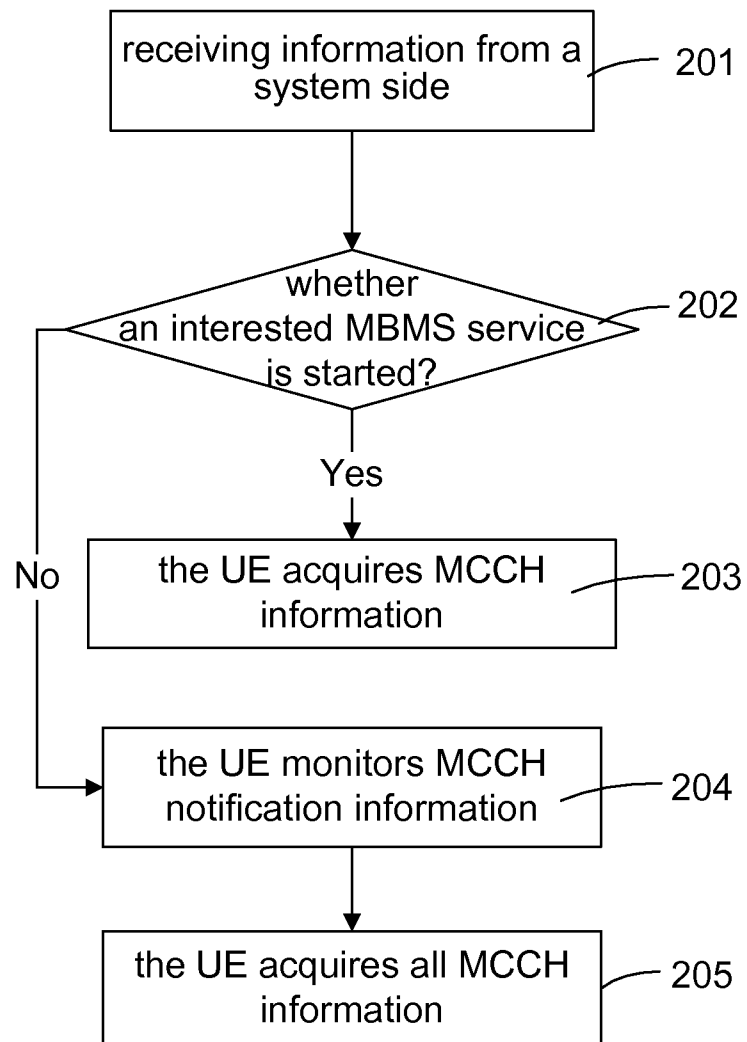 receiving information from a
system side
201
whether
an interested MBMS service
is started?
202
Yes
No
the UE acquires MCCH
information
203
the UE monitors MCCH
notification information
204
the UE acquires all MCCH
information
205